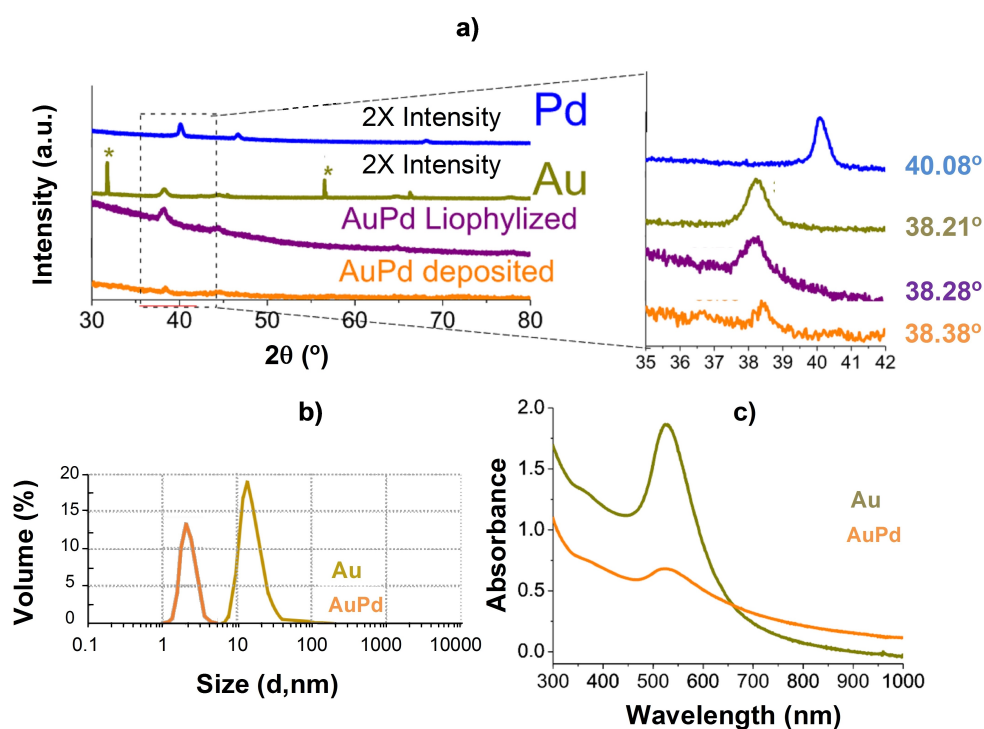 a)
Intensity (a.u.)
2X Intensity
Pd
2X Intensity
Au
AuPd Liophylized
AuPd deposited
*
*
30 40 50 60 70 80
2θ (º)
40.08º
38.21º
38.28º
38.38º
35 36 37 38 39 40 41 42
b)
Volume (%)
20
15
10
5
0
Au
AuPd
0.1 1 10 100 1000 10000
Size (d,nm)
c)
Absorbance
2.0
1.5
1.0
0.5
0.0
Au
AuPd
300 400 500 600 700 800 900 1000
Wavelength (nm)